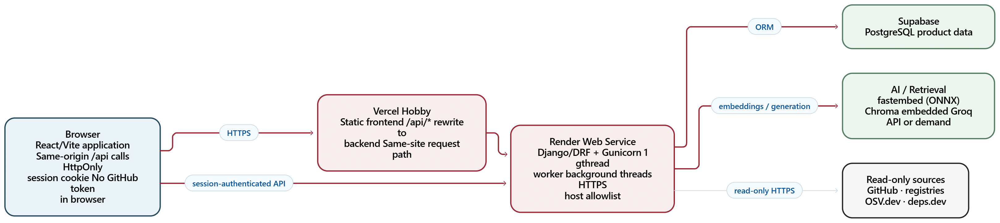 Browser
React/Vite application
Same-origin /api calls
HttpOnly
session cookie No GitHub
token
in browser
HTTPS
session-authenticated API
Vercel Hobby
Static frontend /api/* rewrite
to
backend Same-site request
path
Render Web Service
Django/DRF + Gunicorn 1
gthread
worker background threads
HTTPS
host allowlist
ORM
embeddings / generation
read-only HTTPS
Supabase
PostgreSQL product data
AI / Retrieval
fastembed (ONNX)
Chroma embedded Groq
API or demand
Read-only sources
GitHub · registries
OSV.dev · deps.dev